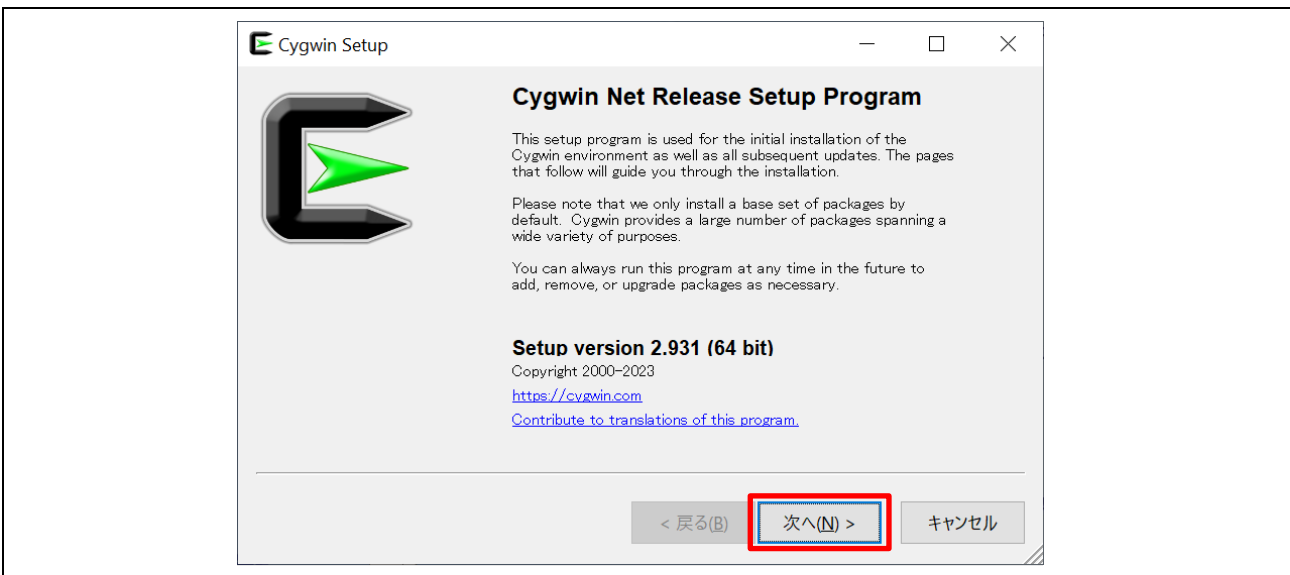 Cygwin Setup
Cygwin Net Release Setup Program
This setup program is used for the initial installation of the
Cygwin environment as well as all subsequent updates. The pages
that follow will guide you through the installation.
Please note that we only install a base set of packages by
default. Cygwin provides a large number of packages spanning a
wide variety of purposes.
You can always run this program at any time in the future to
add, remove, or upgrade packages as necessary.
Setup version 2.931 (64 bit)
Copyright 2000-2023
https://cygwin.com
Contribute to translations of this program.
< 戻る(B) 次へ(N) > キャンセル